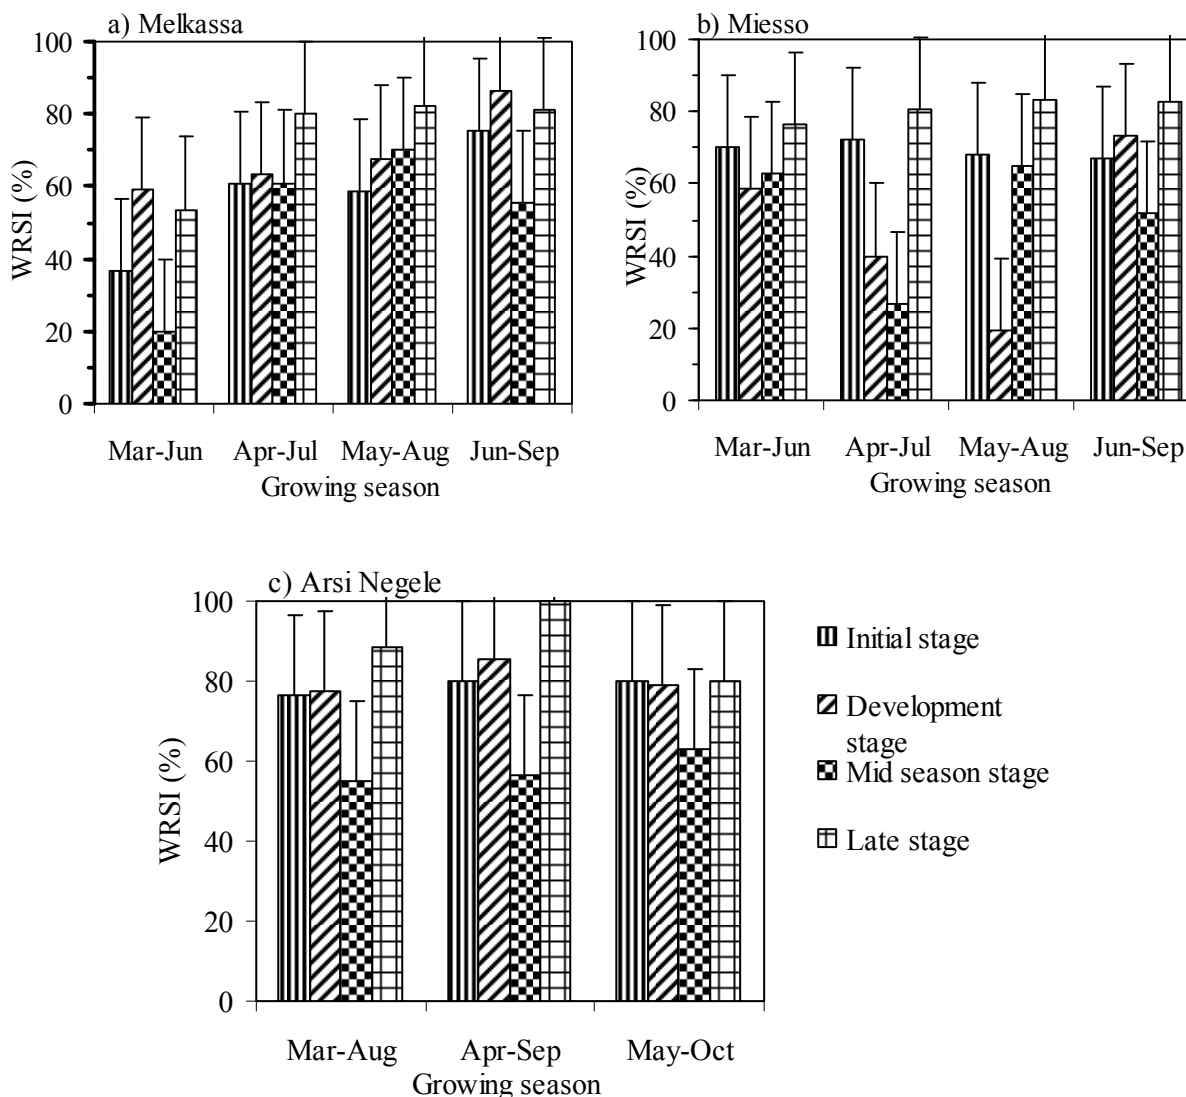 a) Melkassa
100
80
60
40
20
0
WRSI (%)
Mar-Jun Apr-Jul May-Aug Jun-Sep
Growing season
b) Miesso
100
80
60
40
20
0
WRSI (%)
Mar-Jun Apr-Jul May-Aug Jun-Sep
Growing season
c) Arsi Negele
100
80
60
40
20
0
WRSI (%)
Mar-Aug Apr-Sep May-Oct
Growing season
Initial stage
Development
stage
Mid season stage
Late stage